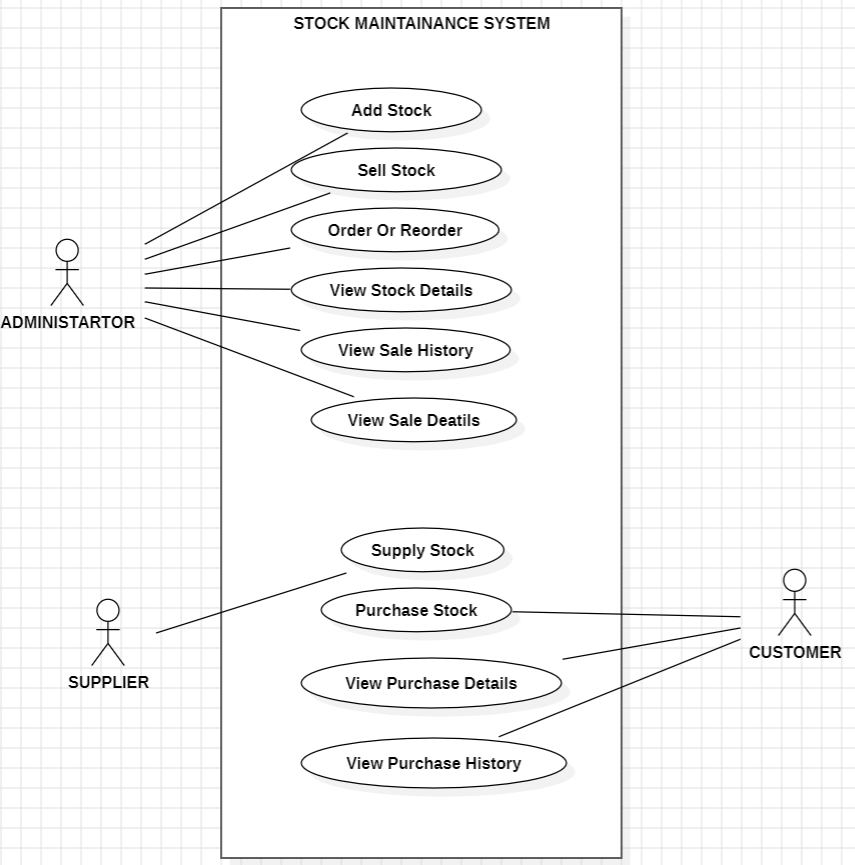 STOCK MAINTAINANCE SYSTEM
Add Stock
Sell Stock
Order Or Reorder
View Stock Details
ADMINISTARTOR
View Sale History
View Sale Deatils
Supply Stock
Purchase Stock
CUSTOMER
SUPPLIER
View Purchase Details
View Purchase History